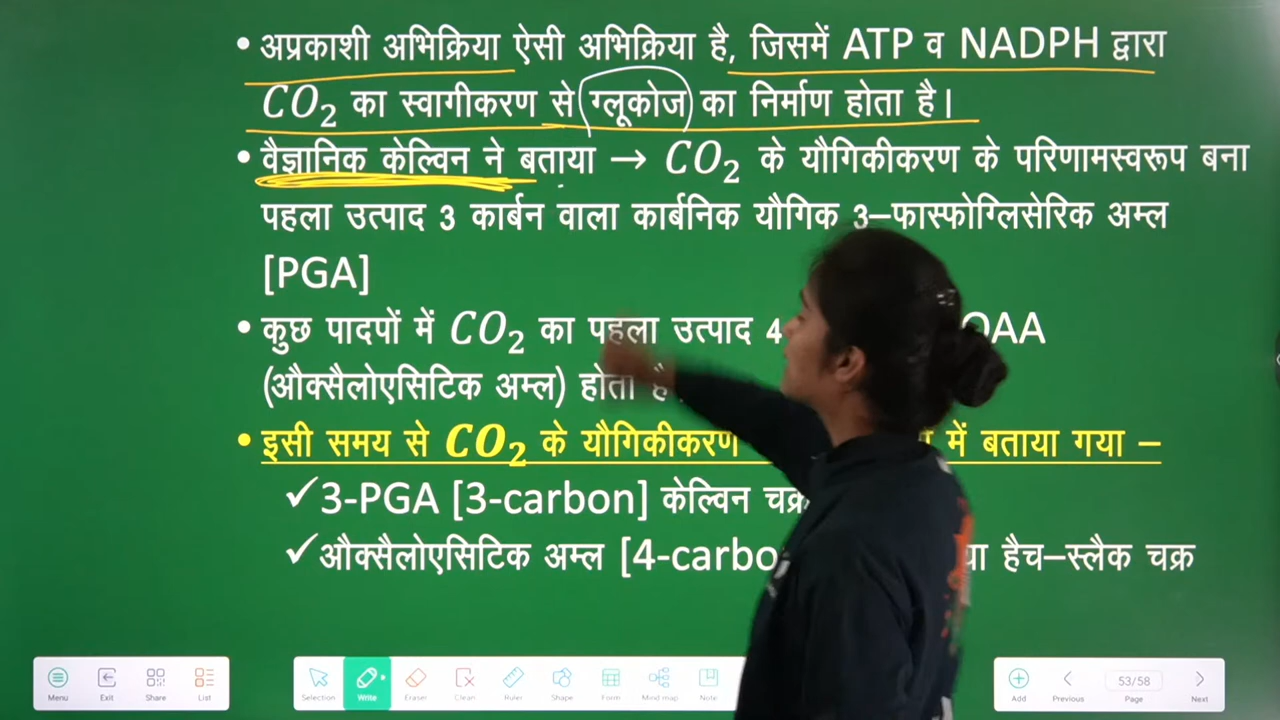 • अप्रकाशी अभिक्रिया ऐसी अभिक्रिया है, जिसमें ATP व NADPH द्वारा
CO₂ का स्वागीकरण से ग्लूकोज का निर्माण होता है।
• वैज्ञानिक केल्विन ने बताया → CO₂ के यौगिकीकरण के परिणामस्वरूप बना
पहला उत्पाद 3 कार्बन वाला कार्बनिक यौगिक 3–फास्फोग्लिसेरिक अम्ल
[PGA]
• कुछ पादपों में CO₂ का पहला उत्पाद 4 OAA
(औक्सैलोएसिटिक अम्ल) होता है
• इसी समय से CO₂ के यौगिकीकरण में बताया गया –
✓3-PGA [3-carbon] केल्विन चक्र
✓औक्सैलोएसिटिक अम्ल [4-carbo या हैच–स्लैक चक्र
Menu Exit Share List Selection Write Eraser Clean Ruler Shape Form Mind map Note Add Previous 53/58 Page Next